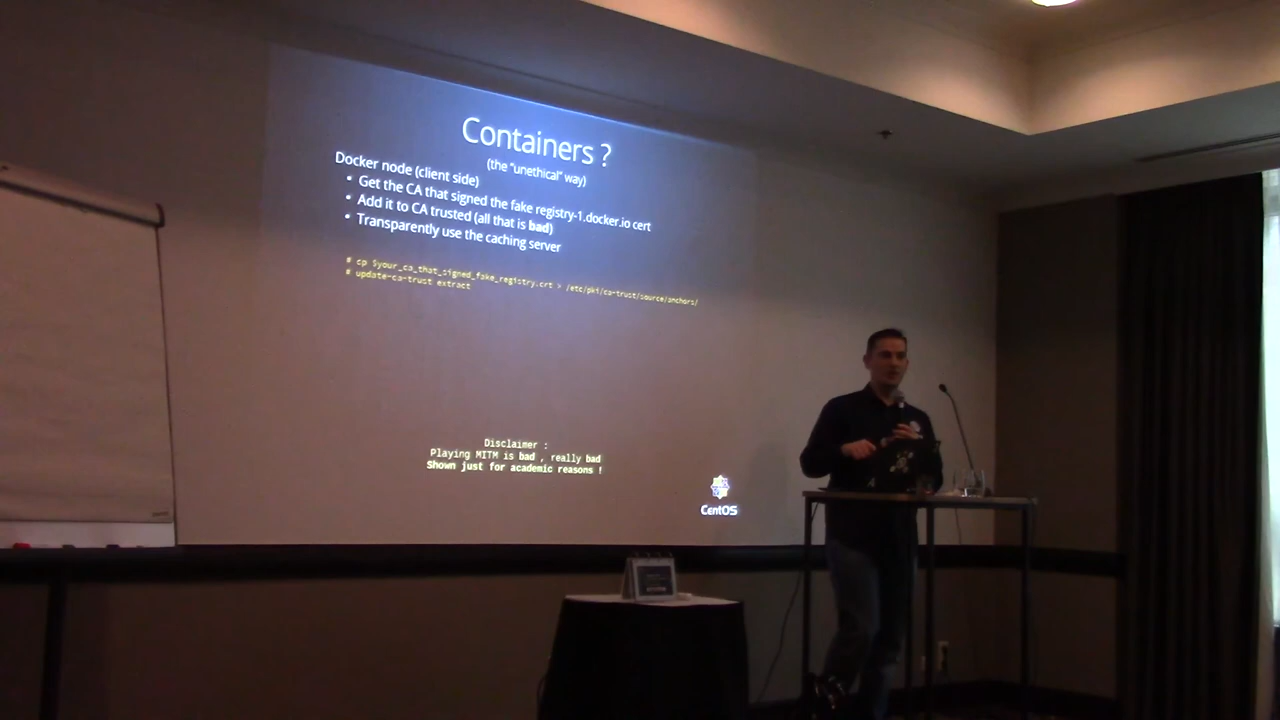 Containers ?
(the "unethical" way)
Docker node (client side)
• Get the CA that signed the fake registry-1.docker.io cert
• Add it to CA trusted (all that is bad)
• Transparently use the caching server
# cp $your_ca_that_signed_fake_registry.crt > /etc/pki/ca-trust/source/anchors/
# update-ca-trust extract
Disclaimer :
Playing MITM is bad , really bad
Shown just for academic reasons !
CentOS